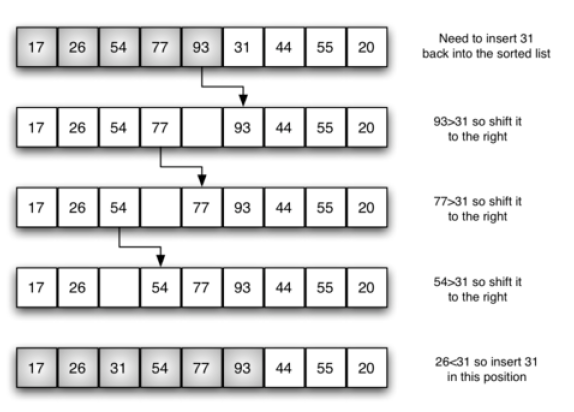 17 26 54 77 93 31 44 55 20
Need to insert 31
back into the sorted list
17 26 54 77 93 44 55 20
93>31 so shift it
to the right
17 26 54 77 93 44 55 20
77>31 so shift it
to the right
17 26 54 77 93 44 55 20
54>31 so shift it
to the right
17 26 31 54 77 93 44 55 20
26<31 so insert 31
in this position